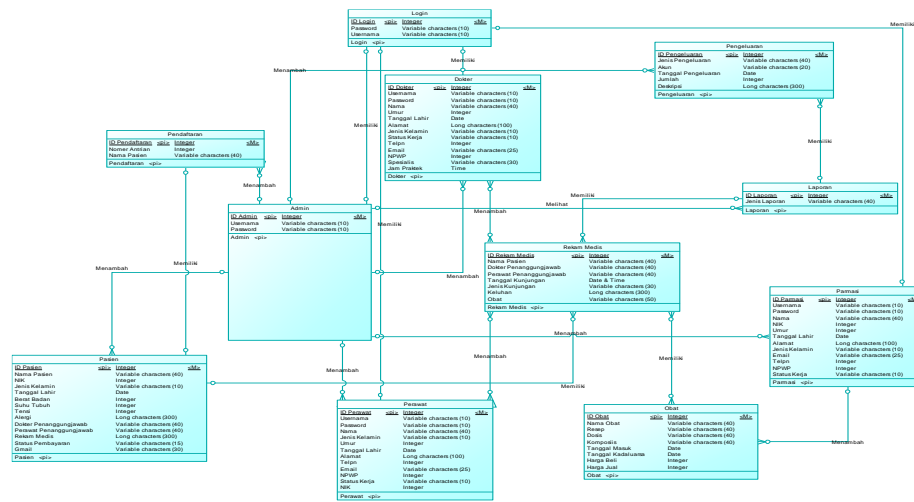 Login
ID Login <pi> Integer <M>
Password Variable characters (10)
Username Variable characters (10)
Login <pi>
Memiliki
Memiliki
Menambah
Memiliki
Pengeluaran
ID Pengeluaran <pi> Integer <M>
Jenis Pengeluaran Variable characters (40)
Akun Variable characters (20)
Tanggal Pengeluaran Date
Jumlah Integer
Deskripsi Long characters (300)
Pengeluaran <pi>
Memiliki
Dokter
ID Dokter <pi> Integer <M>
Username Variable characters (10)
Password Variable characters (10)
Nama Variable characters (40)
Umur Integer
Tanggal Lahir Date
Alamat Long characters (100)
Jenis Kelamin Variable characters (10)
Status Kerja Variable characters (10)
Telpn Integer
Email Variable characters (25)
NPWP Integer
Spesialis Variable characters (30)
Jam Praktek Time
Dokter <pi>
Pendaftaran
ID Pendaftaran <pi> Integer <M>
Nomer Antrian Integer
Nama Pasien Variable characters (40)
Pendaftaran <pi>
Menambah
Laporan
ID Laporan <pi> Integer <M>
Jenis Laporan Variable characters (40)
Laporan <pi>
Memiliki
Melihat
Menambah
Memiliki
Admin
ID Admin <pi> Integer <M>
Username Variable characters (10)
Password Variable characters (10)
Admin <pi>
Rekam Medis
ID Rekam Medis <pi> Integer <M>
Nama Pasien Variable characters (40)
Dokter Penanggungjawab Variable characters (40)
Perawat Penanggungjawab Variable characters (40)
Tanggal Kunjungan Date & Time
Jenis Kunjungan Variable characters (30)
Keluhan Long characters (300)
Obat Variable characters (50)
Rekam Medis <pi>
Menambah
Memiliki
Menambah
Menambah
Parmasi
ID Parmasi <pi> Integer <M>
Username Variable characters (10)
Password Variable characters (10)
Nama Variable characters (40)
NIK Integer
Umur Integer
Tanggal Lahir Date
Alamat Long characters (100)
Jenis Kelamin Variable characters (10)
Email Variable characters (25)
Telpn Integer
NPWP Integer
Status Kerja Variable characters (10)
Parmasi <pi>
Pasien
ID Pasien <pi> Integer <M>
Nama Pasien Variable characters (40)
NIK Integer
Jenis Kelamin Variable characters (10)
Tanggal Lahir Date
Berat Badan Integer
Suhu Tubuh Integer
Tensi Integer
Alergi Long characters (300)
Dokter Penanggungjawab Variable characters (40)
Perawat Penanggungjawab Variable characters (40)
Rekam Medis Long characters (300)
Status Pembayaran Variable characters (15)
Gmail Variable characters (30)
Pasien <pi>
Menambah
Memiliki
Menambah
Memiliki
Perawat
ID Perawat <pi> Integer <M>
Username Variable characters (10)
Password Variable characters (10)
Nama Variable characters (40)
Jenis Kelamin Variable characters (10)
Umur Integer
Tanggal Lahir Date
Alamat Long characters (100)
Telpn Integer
Email Variable characters (25)
NPWP Integer
Status Kerja Variable characters (10)
NIK Integer
Perawat <pi>
Obat
ID Obat <pi> Integer <M>
Nama Obat Variable characters (40)
Resep Variable characters (40)
Dosis Variable characters (40)
Komposisi Variable characters (40)
Tanggal Masuk Date
Tanggal Kadaluarsa Date
Harga Beli Integer
Harga Jual Integer
Obat <pi>
Menambah